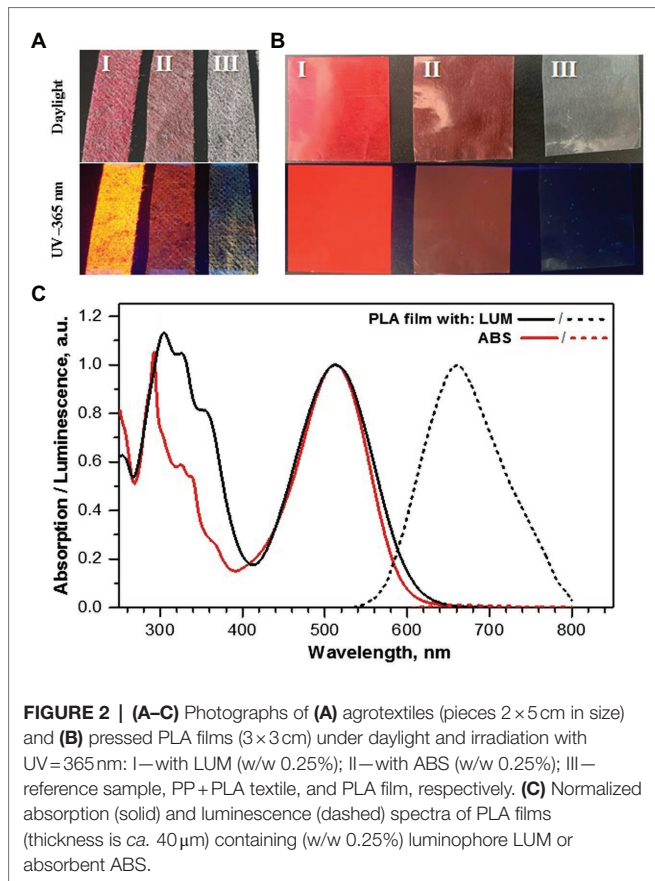 A
B
I
II
III
I
II
III
Daylight
UV–365 nm
C
PLA film with: LUM
/
ABS
/
Absorption / Luminescence, a.u.
1.2
1.0
0.8
0.6
0.4
0.2
0.0
300
400
500
600
700
800
Wavelength, nm
FIGURE 2 | (A–C) Photographs of (A) agrotextiles (pieces 2 × 5 cm in size)
and (B) pressed PLA films (3 × 3 cm) under daylight and irradiation with
UV = 365 nm: I—with LUM (w/w 0.25%); II—with ABS (w/w 0.25%); III—
reference sample, PP + PLA textile, and PLA film, respectively. (C) Normalized
absorption (solid) and luminescence (dashed) spectra of PLA films
(thickness is ca. 40 μm) containing (w/w 0.25%) luminophore LUM or
absorbent ABS.